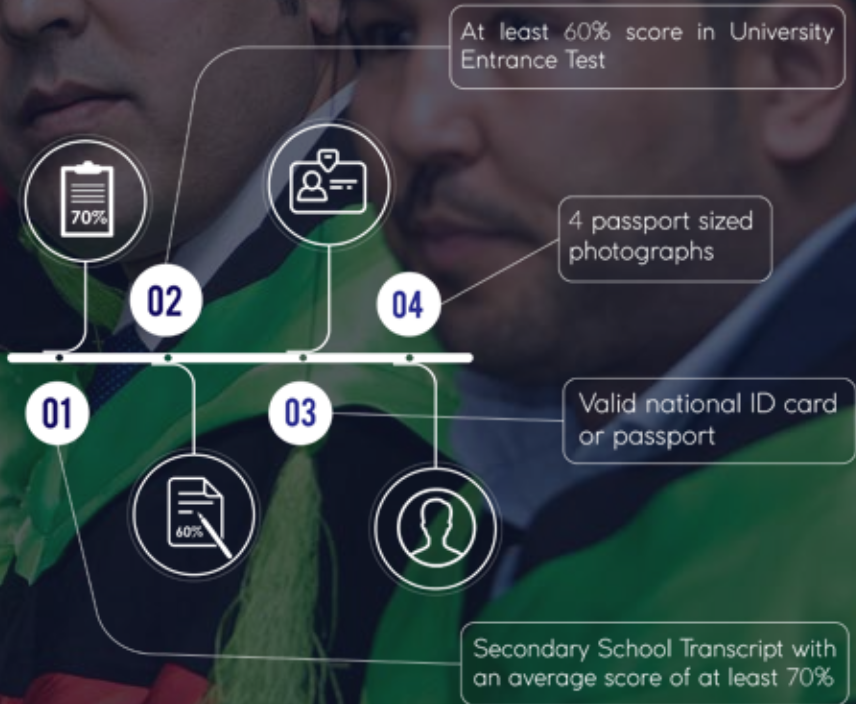 At least 60% score in University
Entrance Test
70%
02
4 passport sized
photographs
04
01
03
Valid national ID card
or passport
60%
Secondary School Transcript with
an average score of at least 70%